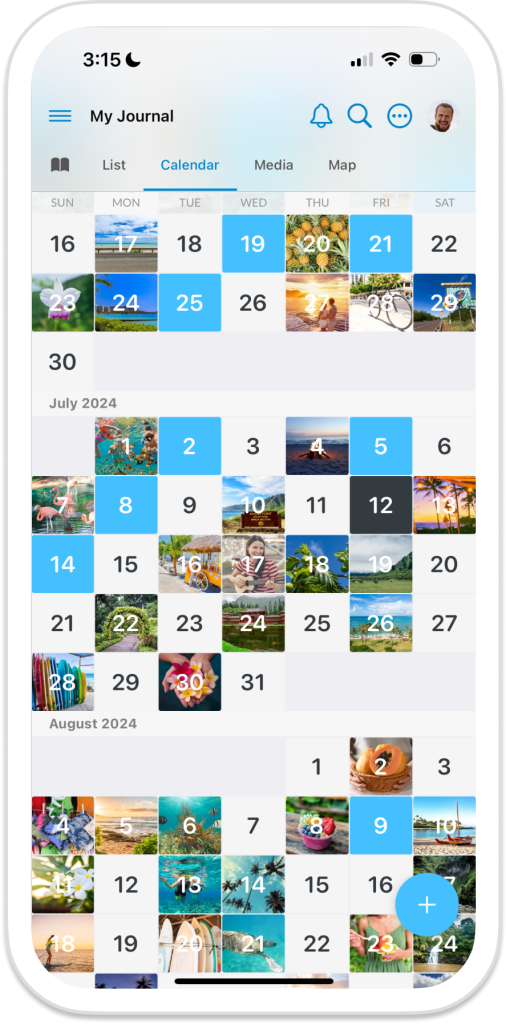 3:15
My Journal
List Calendar Media Map
SUN MON TUE WED THU FRI SAT
16 17 18 19 20 21 22
23 24 25 26 27 28 29
30
July 2024
1 2 3 4 5 6
7 8 9 10 11 12 13
14 15 16 17 18 19 20
21 22 23 24 25 26 27
28 29 30 31
August 2024
1 2 3
4 5 6 7 8 9 10
11 12 13 14 15 16 17
18 19 20 21 22 23 24